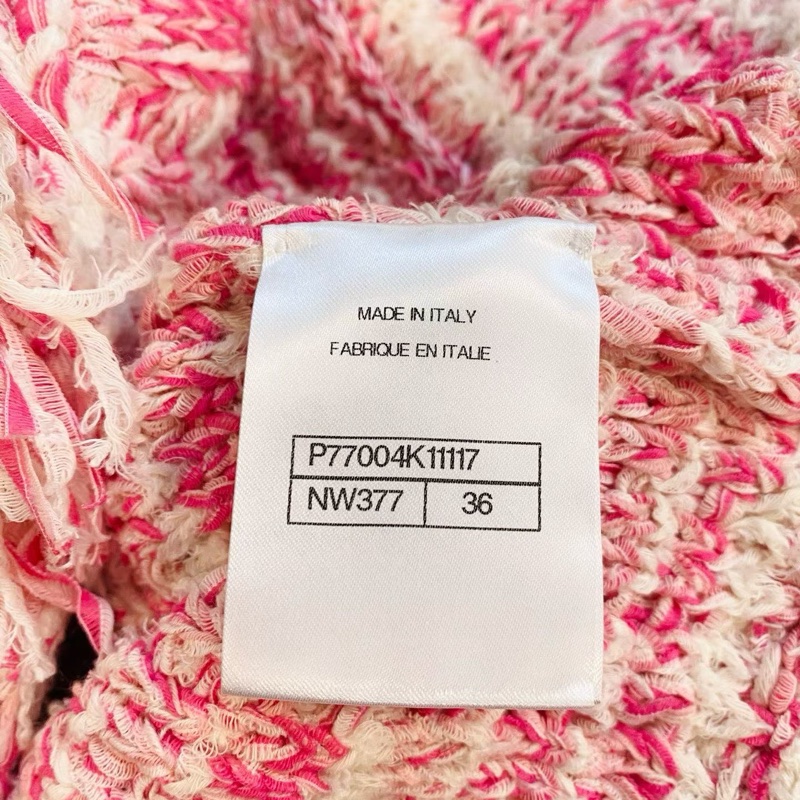 MADE IN ITALY
FABRIQUE EN ITALIE
P77004K11117
NW377 36